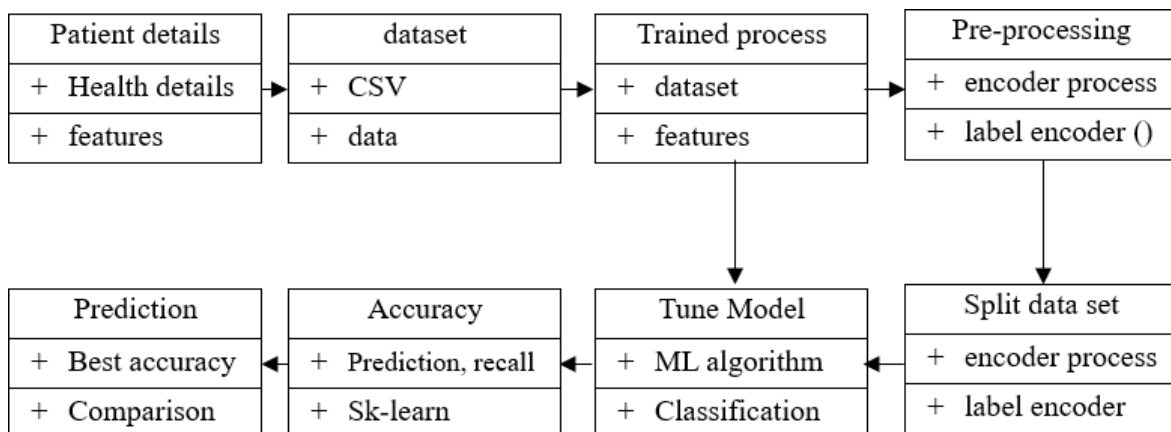 Patient details
+ Health details
+ features
dataset
+ CSV
+ data
Trained process
+ dataset
+ features
Pre-processing
+ encoder process
+ label encoder ()
Prediction
+ Best accuracy
+ Comparison
Accuracy
+ Prediction, recall
+ Sk-learn
Tune Model
+ ML algorithm
+ Classification
Split data set
+ encoder process
+ label encoder